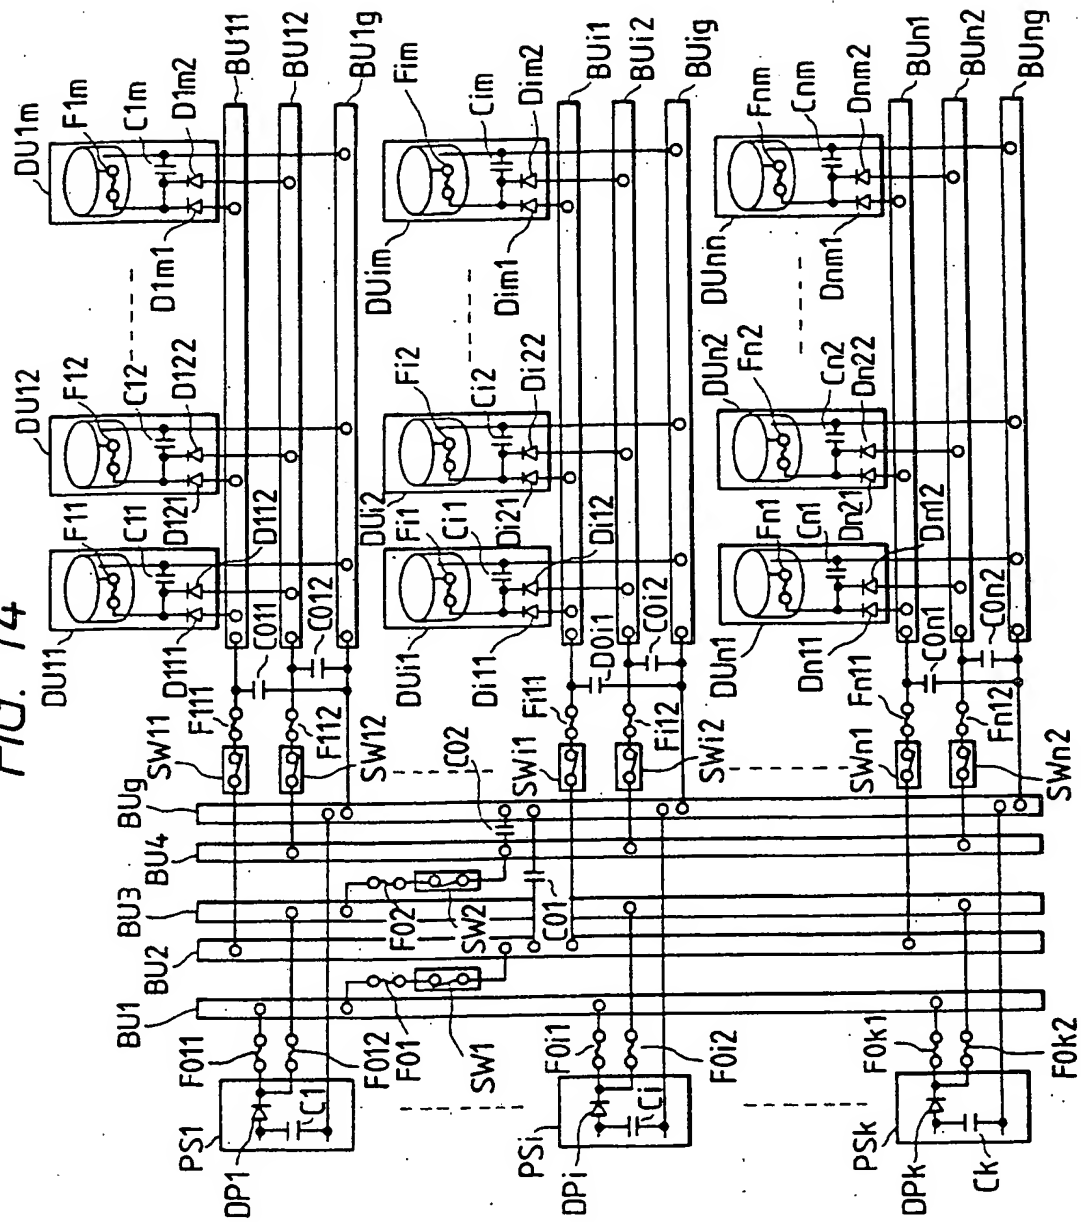 FIG. 14
DU11
F11
C11
D111
D112
DU12
F12
C12
D121
D122
DU1m
F1m
C1m
D1m1
D1m2
BU11
BU12
BU1g
SW11
F111
C011
C012
F112
SW12
DUi1
Fi1
Ci1
Di11
Di12
DUi2
Fi2
Ci2
Di21
Di22
DUim
Fim
Cim
Dim1
Dim2
BUi1
BUi2
BUig
SWi1
Fi11
D0i1
C0i2
Fi12
SWi2
DUn1
Fn1
Cn1
Dn11
Dn12
DUn2
Fn2
Cn2
Dn21
Dn22
DUnn
Fnm
Cnm
Dnm1
Dnm2
BUn1
BUn2
BUng
SWn1
Fn11
C0n1
C0n2
Fn12
SWn2
BU1
BU2
BU3
BU4
BUg
F01
SW1
F02
SW2
C01
C02
PS1
DP1
C1
F011
F012
PSi
DPi
Ci
F0i1
F0i2
PSk
DPk
Ck
F0k1
F0k2